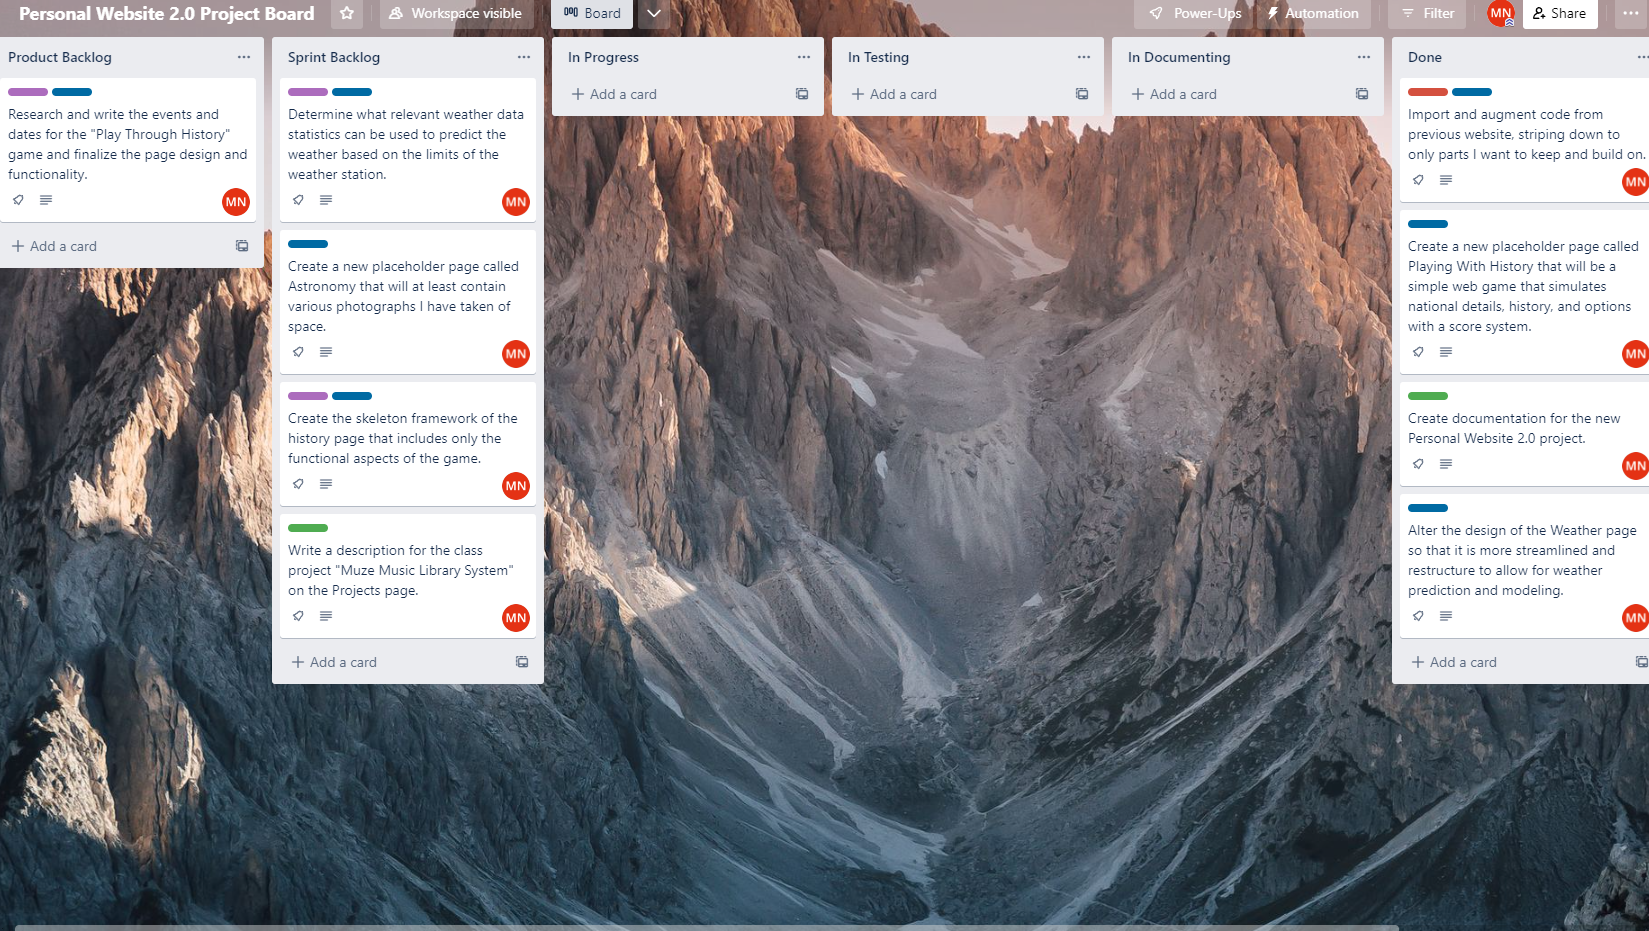 Personal Website 2.0 Project Board
Workspace visible
Board
Power-Ups
Automation
Filter
MN
Share
Product Backlog
Research and write the events and
dates for the "Play Through History"
game and finalize the page design and
functionality.
MN
Add a card
Sprint Backlog
Determine what relevant weather data
statistics can be used to predict the
weather based on the limits of the
weather station.
MN
Create a new placeholder page called
Astronomy that will at least contain
various photographs I have taken of
space.
MN
Create the skeleton framework of the
history page that includes only the
functional aspects of the game.
MN
Write a description for the class
project "Muze Music Library System"
on the Projects page.
MN
Add a card
In Progress
Add a card
In Testing
Add a card
In Documenting
Add a card
Done
Import and augment code from
previous website, striping down to
only parts I want to keep and build on.
MN
Create a new placeholder page called
Playing With History that will be a
simple web game that simulates
national details, history, and options
with a score system.
MN
Create documentation for the new
Personal Website 2.0 project.
MN
Alter the design of the Weather page
so that it is more streamlined and
restructure to allow for weather
prediction and modeling.
MN
Add a card